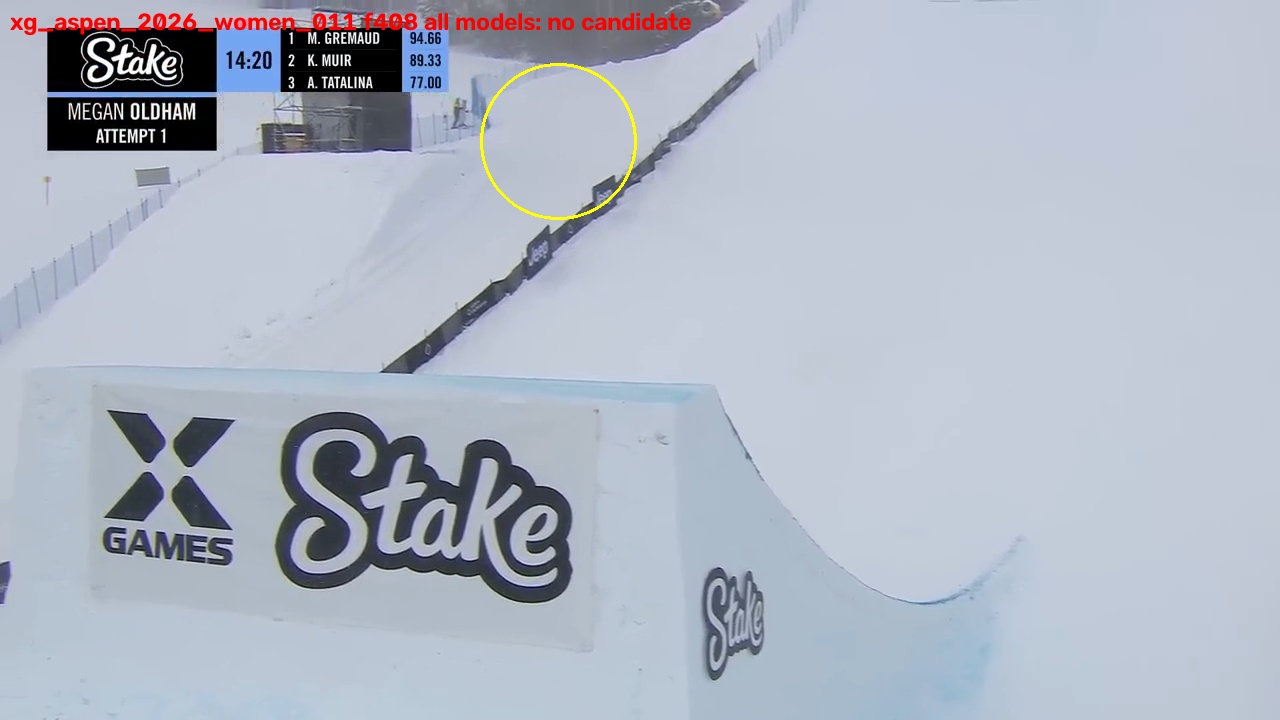 xg_aspen_2026_women_011 f408 all models: no candidate
Stake
14:20
1 M. GREMAUD 94.66
2 K. MUIR 89.33
3 A. TATALINA 77.00
MEGAN OLDHAM
ATTEMPT 1
Jeep
Jeep
X
GAMES
Stake
Stake